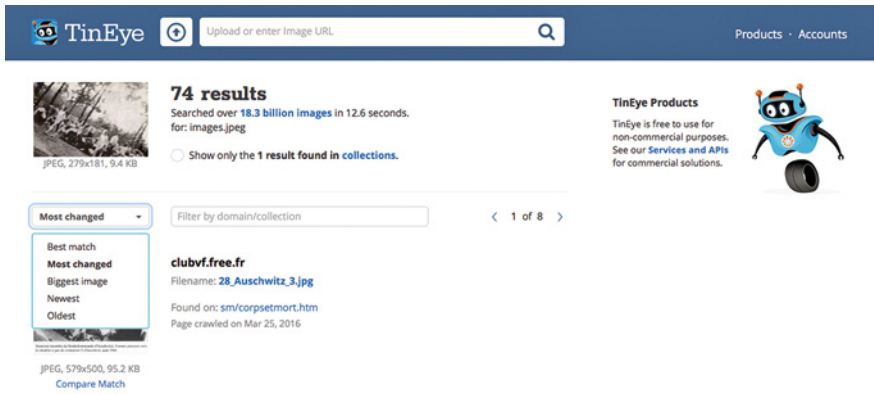 TinEye
Upload or enter Image URL
Products · Accounts
74 results
Searched over 18.3 billion images in 12.6 seconds.
for: images.jpeg
JPEG, 279x181, 9.4 KB
Show only the 1 result found in collections.
TinEye Products
TinEye is free to use for
non-commercial purposes.
See our Services and APIs
for commercial solutions.
Most changed
Filter by domain/collection
< 1 of 8 >
Best match
Most changed
Biggest image
Newest
Oldest
clubvf.free.fr
Filename: 28_Auschwitz_3.jpg
Found on: sm/corpsetmort.htm
Page crawled on Mar 25, 2016
JPEG, 579x500, 95.2 KB
Compare Match